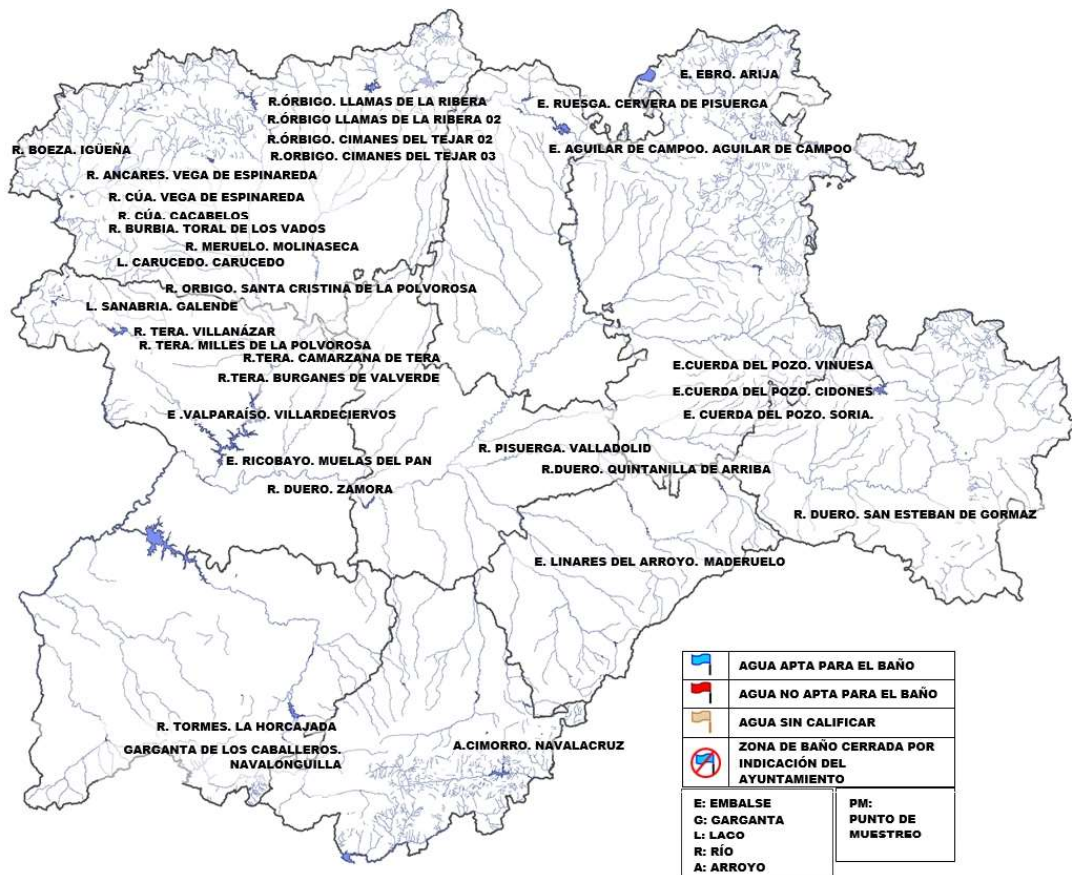 E. EBRO. ARIJA
R.ÓRBIGO. LLAMAS DE LA RIBERA
E. RUESGA. CERVERA DE PISUERGA
R.ÓRBIGO LLAMAS DE LA RIBERA 02
R.ÓRBIGO. CIMANES DEL TEJAR 02
R. BOEZA. IGÜEÑA
E. AGUILAR DE CAMPOO. AGUILAR DE CAMPOO
R.ORBIGO. CIMANES DEL TEJAR 03
R. ANCARES. VEGA DE ESPINAREDA
R. CÚA. VEGA DE ESPINAREDA
R. CÚA. CACABELOS
R. BURBIA. TORAL DE LOS VADOS
R. MERUELO. MOLINASECA
L. CARUCEDO. CARUCEDO
R. ORBIGO. SANTA CRISTINA DE LA POLVOROSA
L. SANABRIA. GALENDE
R. TERA. VILLANÁZAR
R. TERA. MILLES DE LA POLVOROSA
R.TERA. CAMARZANA DE TERA
E.CUERDA DEL POZO. VINUESA
R.TERA. BURGANES DE VALVERDE
E.CUERDA DEL POZO. CIDONES
E .VALPARAÍSO. VILLARDECIERVOS
E. CUERDA DEL POZO. SORIA.
R. PISUERGA. VALLADOLID
E. RICOBAYO. MUELAS DEL PAN
R.DUERO. QUINTANILLA DE ARRIBA
R. DUERO. ZAMORA
R. DUERO. SAN ESTEBAN DE GORMAZ
E. LINARES DEL ARROYO. MADERUELO
R. TORMES. LA HORCAJADA
GARGANTA DE LOS CABALLEROS.
NAVALONGUILLA
A.CIMORRO. NAVALACRUZ
AGUA APTA PARA EL BAÑO
AGUA NO APTA PARA EL BAÑO
AGUA SIN CALIFICAR
ZONA DE BAÑO CERRADA POR
INDICACIÓN DEL
AYUNTAMIENTO
E: EMBALSE
G: GARGANTA
L: LAGO
R: RÍO
A: ARROYO
PM:
PUNTO DE
MUESTREO